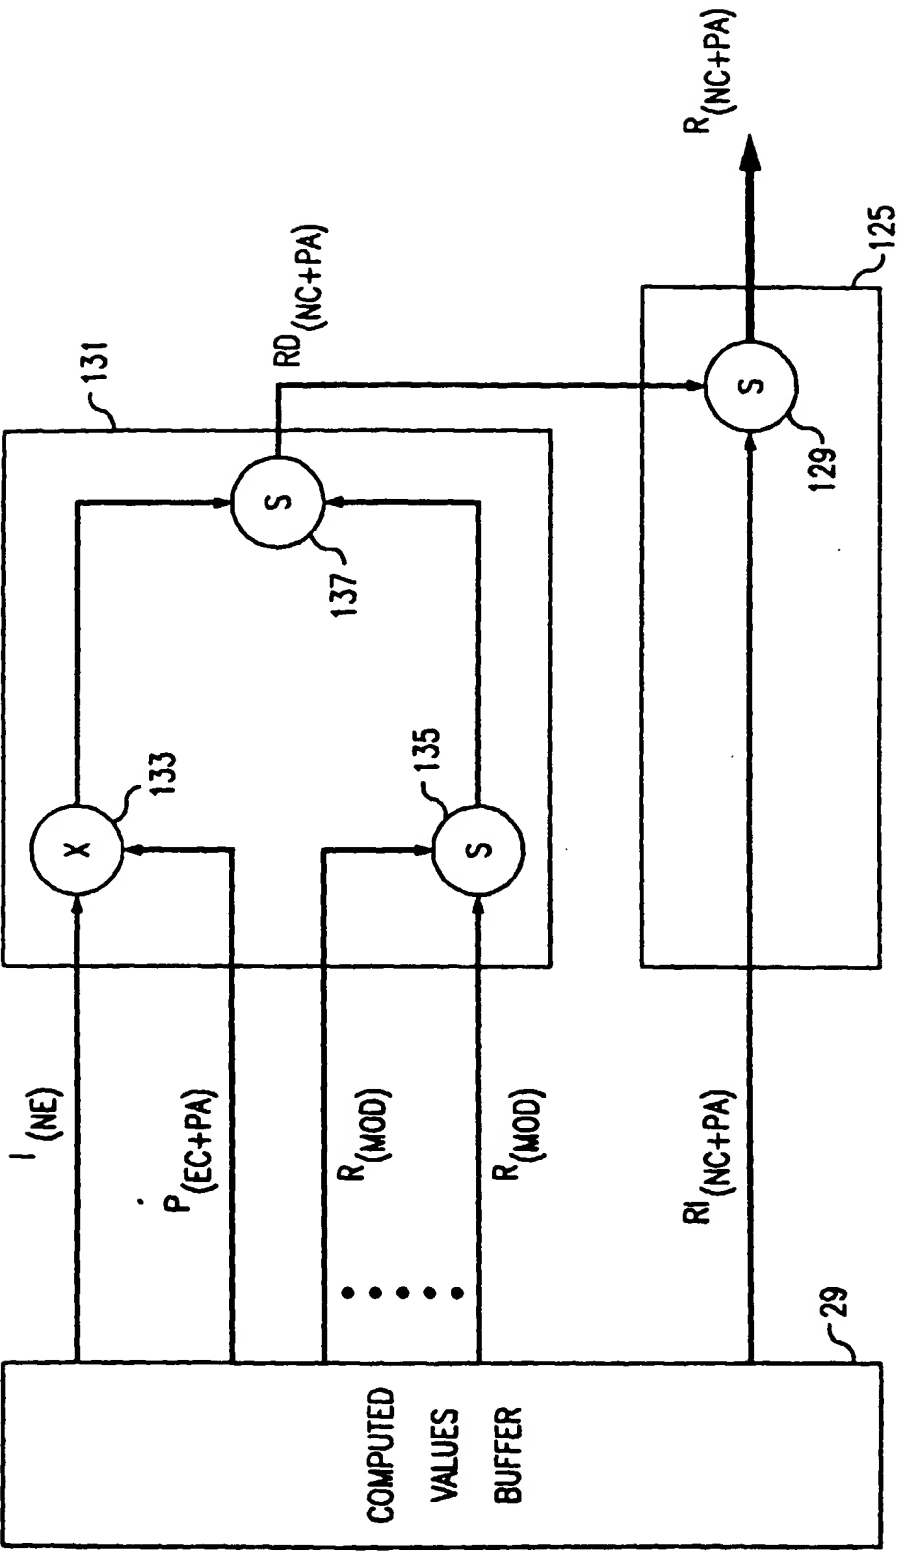 I(NE)
X
131
133
P(EC+PA)
S
RD(NC+PA)
137
R(MOD)
COMPUTED
VALUES
BUFFER
135
S
R(MOD)
RI(NC+PA)
R(NC+PA)
S
129
29
125